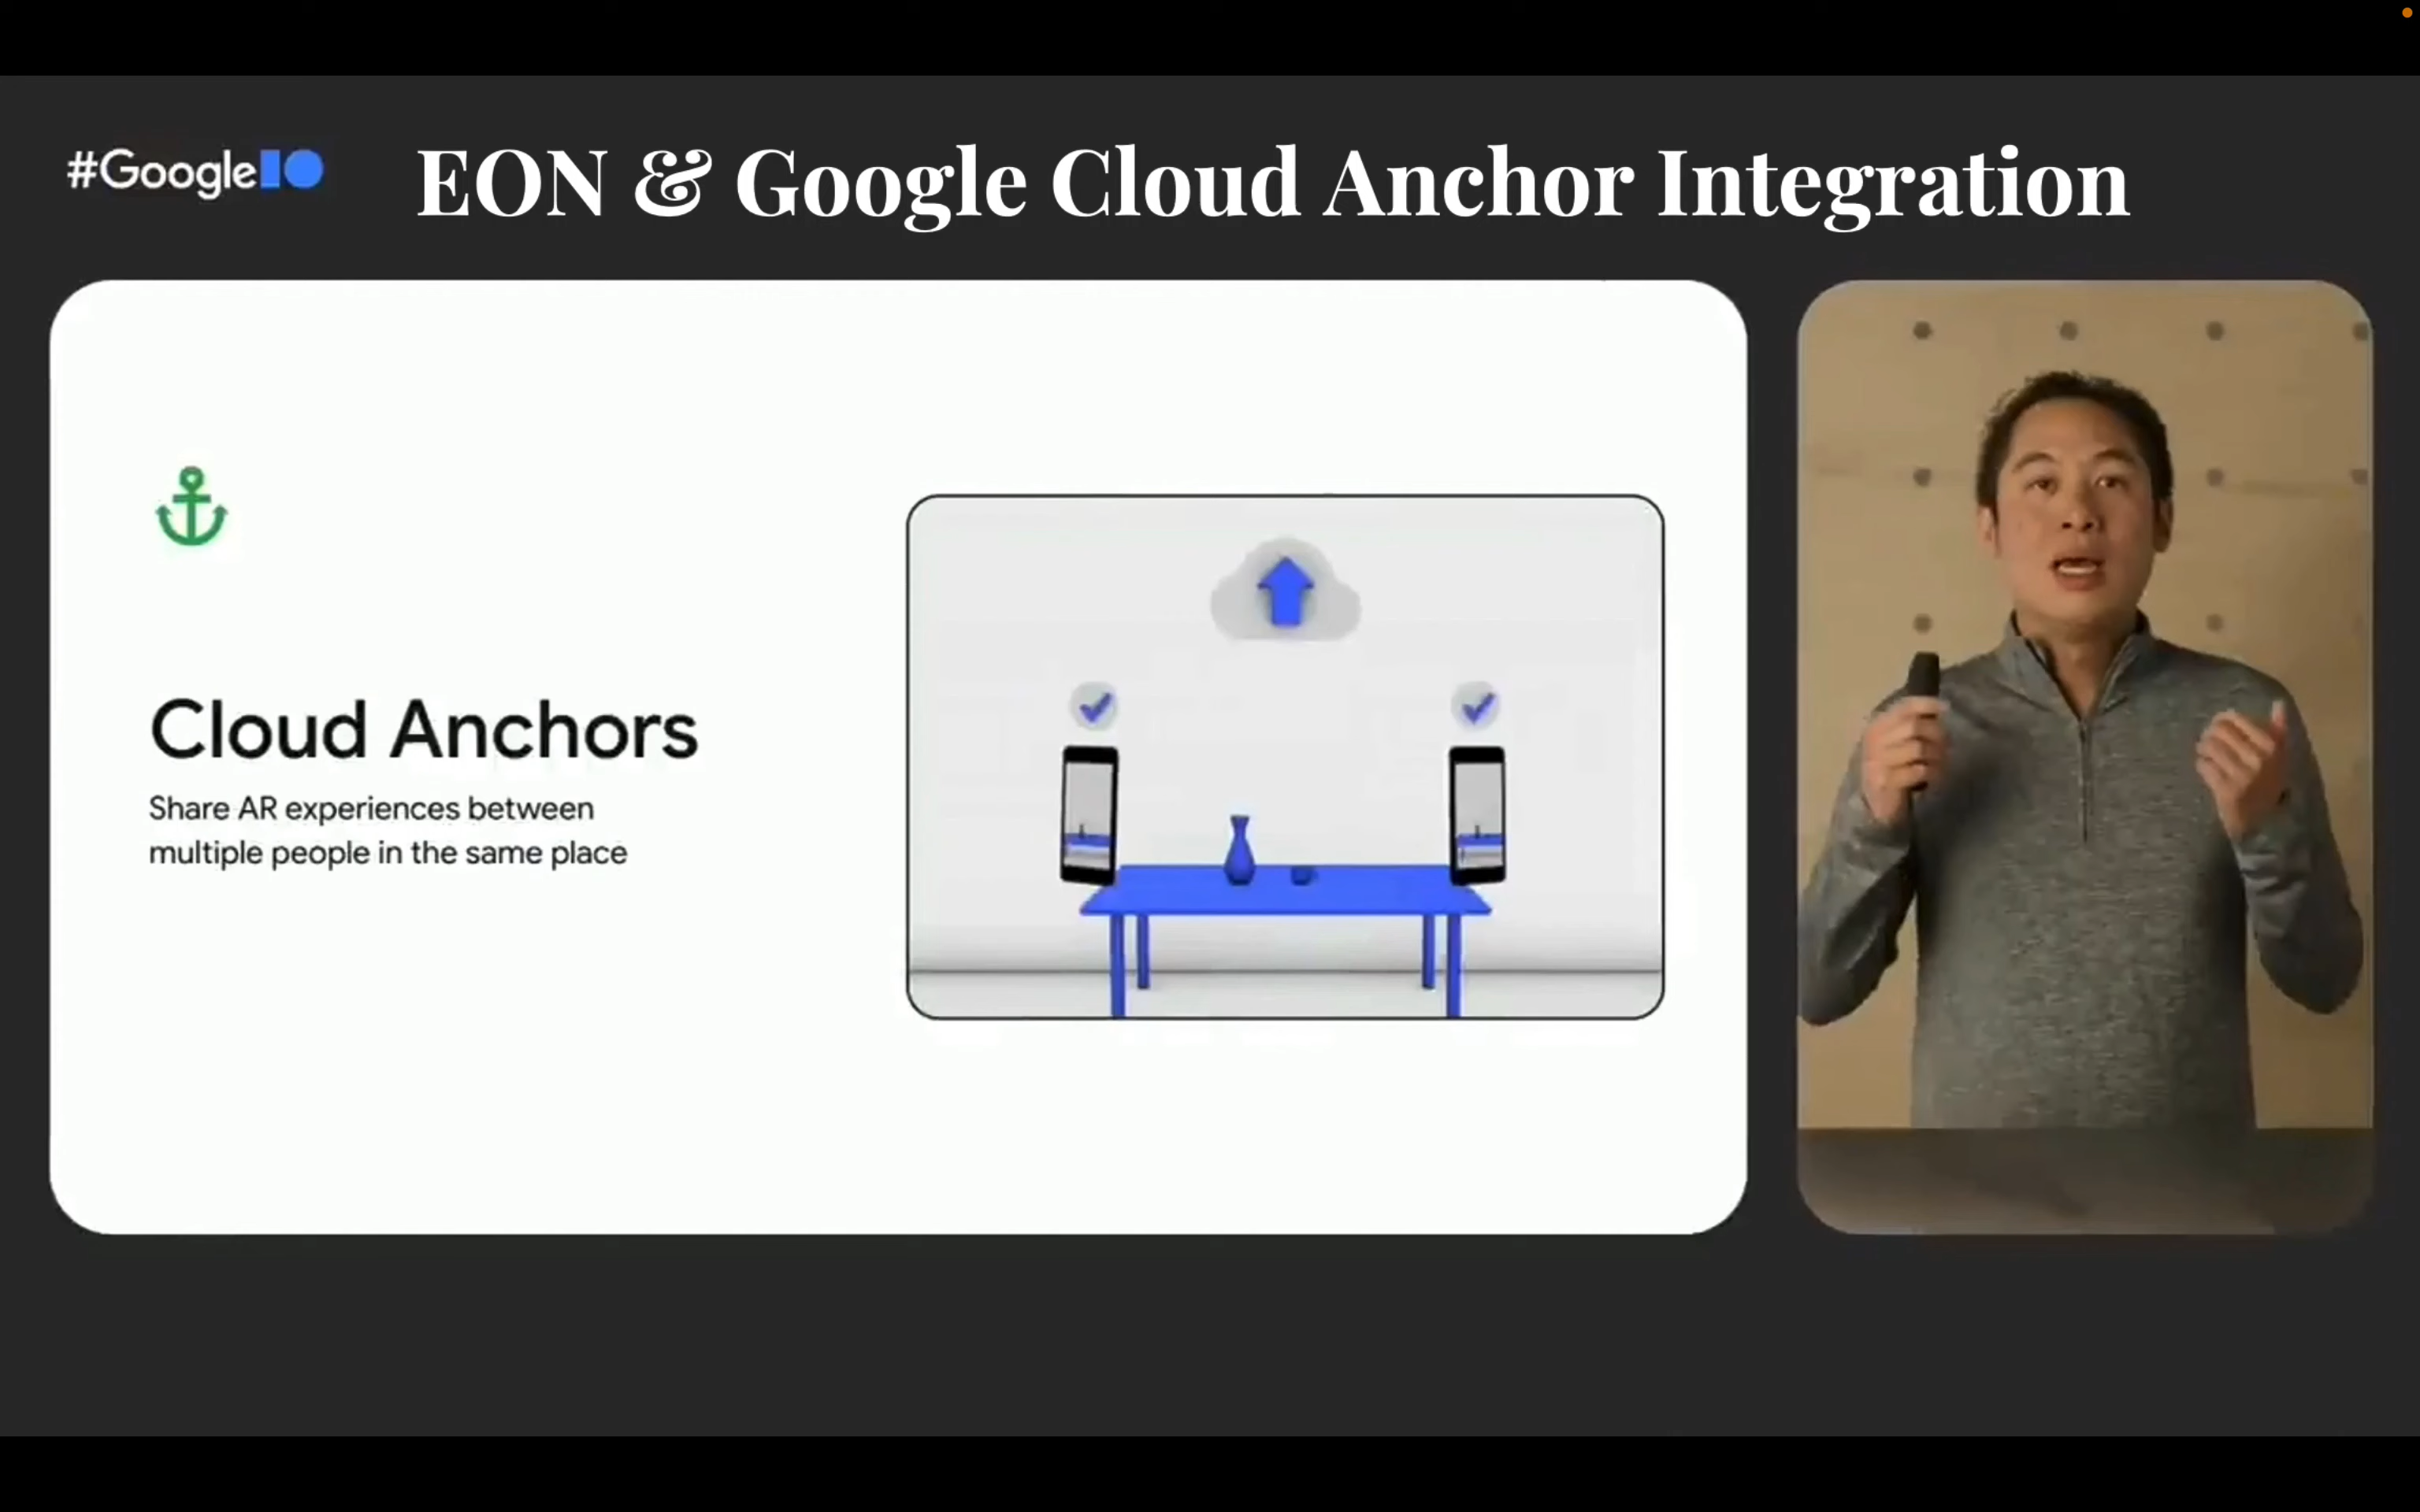 #GoogleIO
EON & Google Cloud Anchor Integration
Cloud Anchors
Share AR experiences between
multiple people in the same place